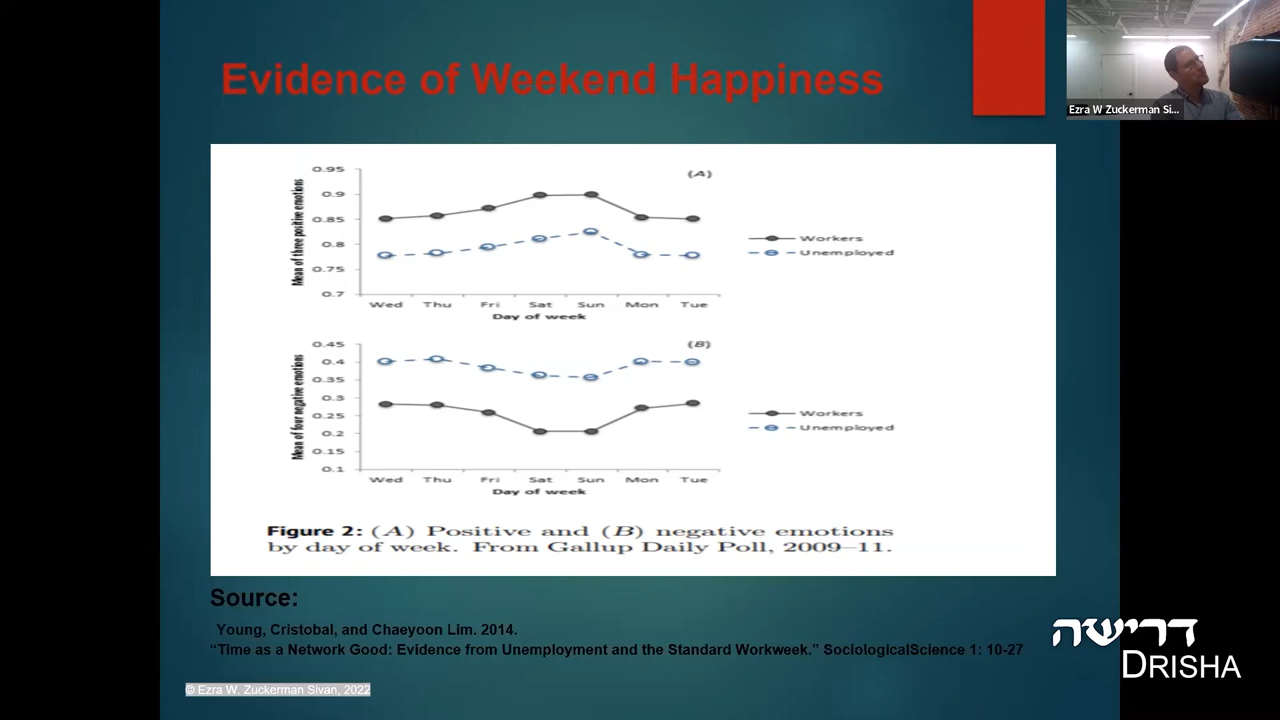 Evidence of Weekend Happiness
Ezra W Zuckerman Si...
(A)
Mean of three positive emotions
0.95
0.9
0.85
0.8
0.75
0.7
Wed Thu Fri Sat Sun Mon Tue
Day of week
Workers
Unemployed
(B)
Mean of four negative emotions
0.45
0.4
0.35
0.3
0.25
0.2
0.15
0.1
Wed Thu Fri Sat Sun Mon Tue
Day of week
Workers
Unemployed
Figure 2: (A) Positive and (B) negative emotions
by day of week. From Gallup Daily Poll, 2009–11.
Source:
Young, Cristobal, and Chaeyoon Lim. 2014.
“Time as a Network Good: Evidence from Unemployment and the Standard Workweek.” SociologicalScience 1: 10-27
© Ezra W. Zuckerman Sivan, 2022
דרישה
DRISHA